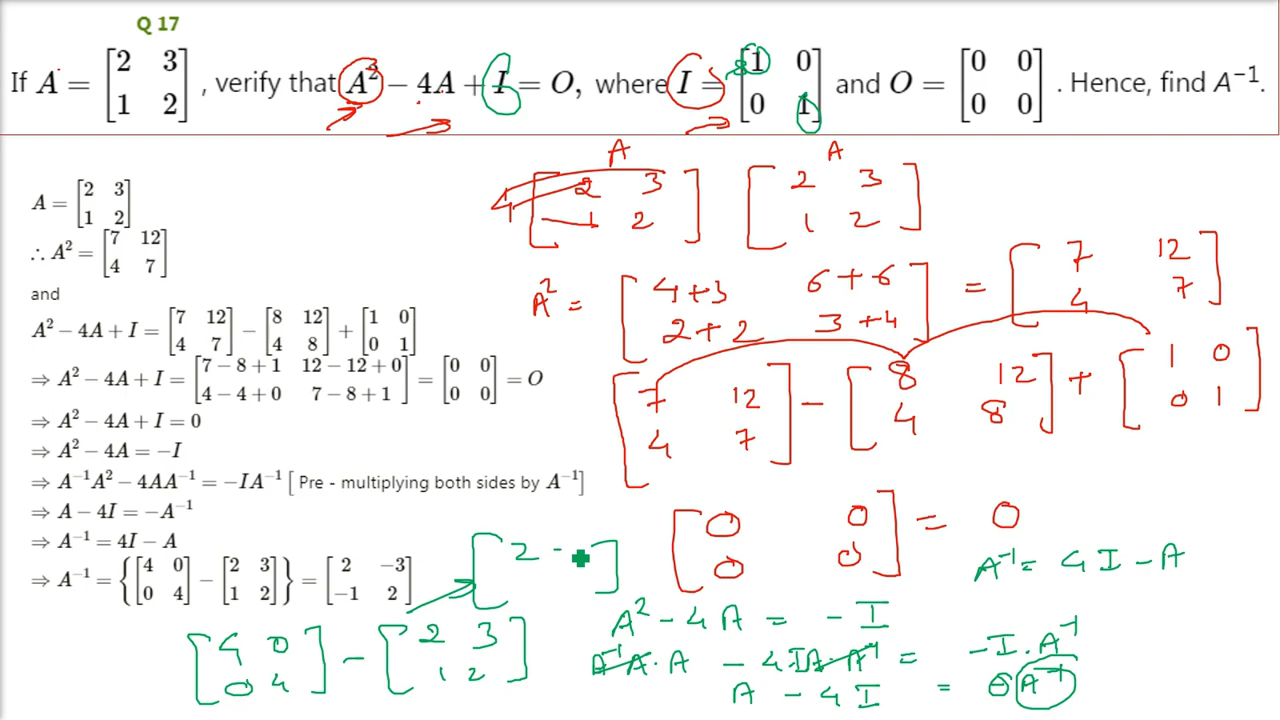 Q 17
If A = [2 3; 1 2], verify that A² − 4A + I = O, where I = [1 0; 0 1] and O = [0 0; 0 0]. Hence, find A⁻¹.
A = [2 3; 1 2]
∴ A² = [7 12; 4 7]
and
A² − 4A + I = [7 12; 4 7] − [8 12; 4 8] + [1 0; 0 1]
⇒ A² − 4A + I = [7−8+1 12−12+0; 4−4+0 7−8+1] = [0 0; 0 0] = O
⇒ A² − 4A + I = 0
⇒ A² − 4A = −I
⇒ A⁻¹A² − 4AA⁻¹ = −IA⁻¹ [ Pre - multiplying both sides by A⁻¹]
⇒ A − 4I = −A⁻¹
⇒ A⁻¹ = 4I − A
⇒ A⁻¹ = {[4 0; 0 4] − [2 3; 1 2]} = [2 −3; −1 2]
[4 0; 0 4] − [2 3; 1 2]
[2 −
A A
4 [2 3; 1 2] [2 3; 1 2]
A² = [4+3 6+6; 2+2 3+4] = [7 12; 4 7]
[7 12; 4 7] − [8 12; 4 8] + [1 0; 0 1]
[0 0; 0 0] = 0
A⁻¹ = 4I − A
A² − 4A = − I
A⁻¹A·A − 4IA·A⁻¹ = −I·A⁻¹
A − 4I = A⁻¹